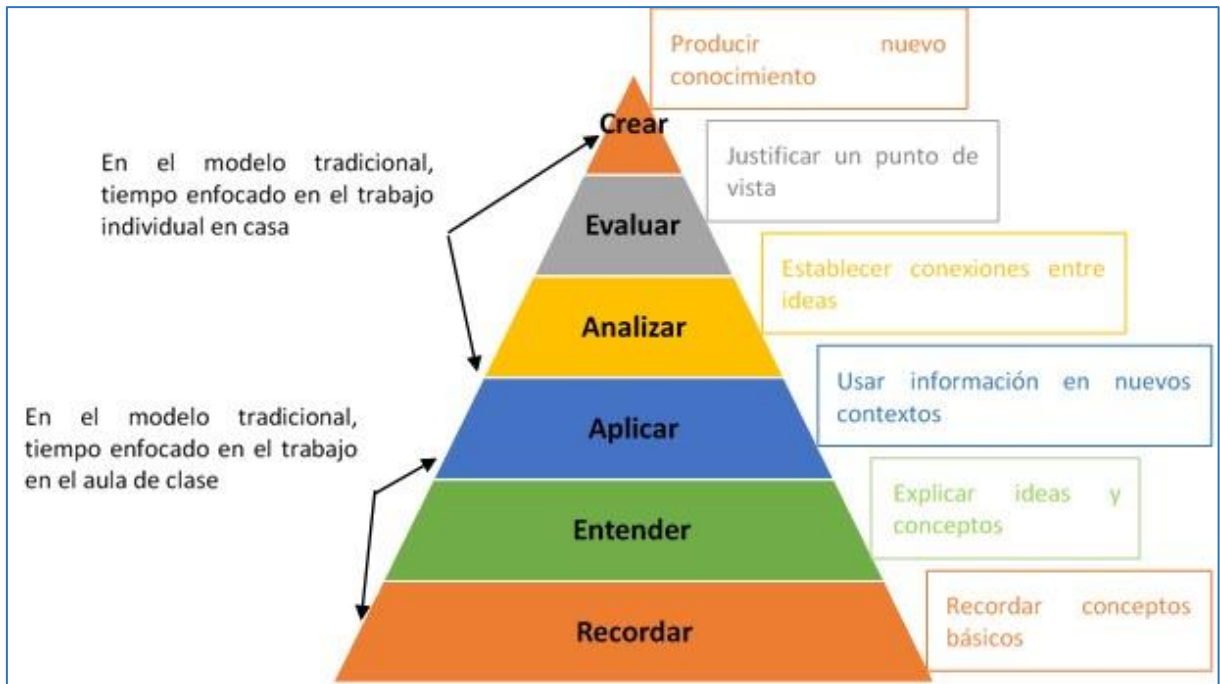 Producir nuevo
conocimiento
Crear
En el modelo tradicional,
tiempo enfocado en el trabajo
individual en casa
Justificar un punto de
vista
Evaluar
Establecer conexiones entre
ideas
Analizar
Usar información en nuevos
contextos
En el modelo tradicional,
tiempo enfocado en el trabajo
en el aula de clase
Aplicar
Explicar ideas y
conceptos
Entender
Recordar conceptos
básicos
Recordar